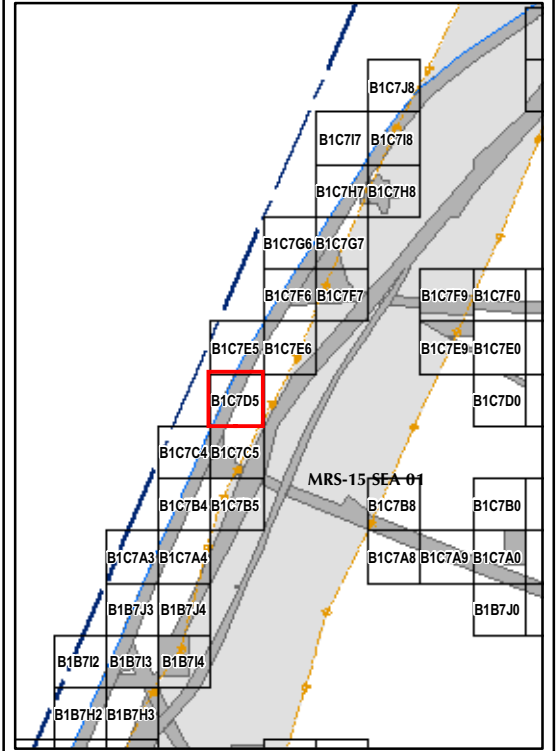 B1C7J8
B1C7I7 B1C7I8
B1C7H7 B1C7H8
B1C7G6 B1C7G7
B1C7F6 B1C7F7 B1C7F9 B1C7F0
B1C7E5 B1C7E6 B1C7E9 B1C7E0
B1C7D5 B1C7D0
B1C7C4 B1C7C5
MRS-15 SEA 01
B1C7B4 B1C7B5 B1C7B8 B1C7B0
B1C7A3 B1C7A4 B1C7A8 B1C7A9 B1C7A0
B1B7J3 B1B7J4 B1B7J0
B1B7I2 B1B7I3 B1B7I4
B1B7H2 B1B7H3